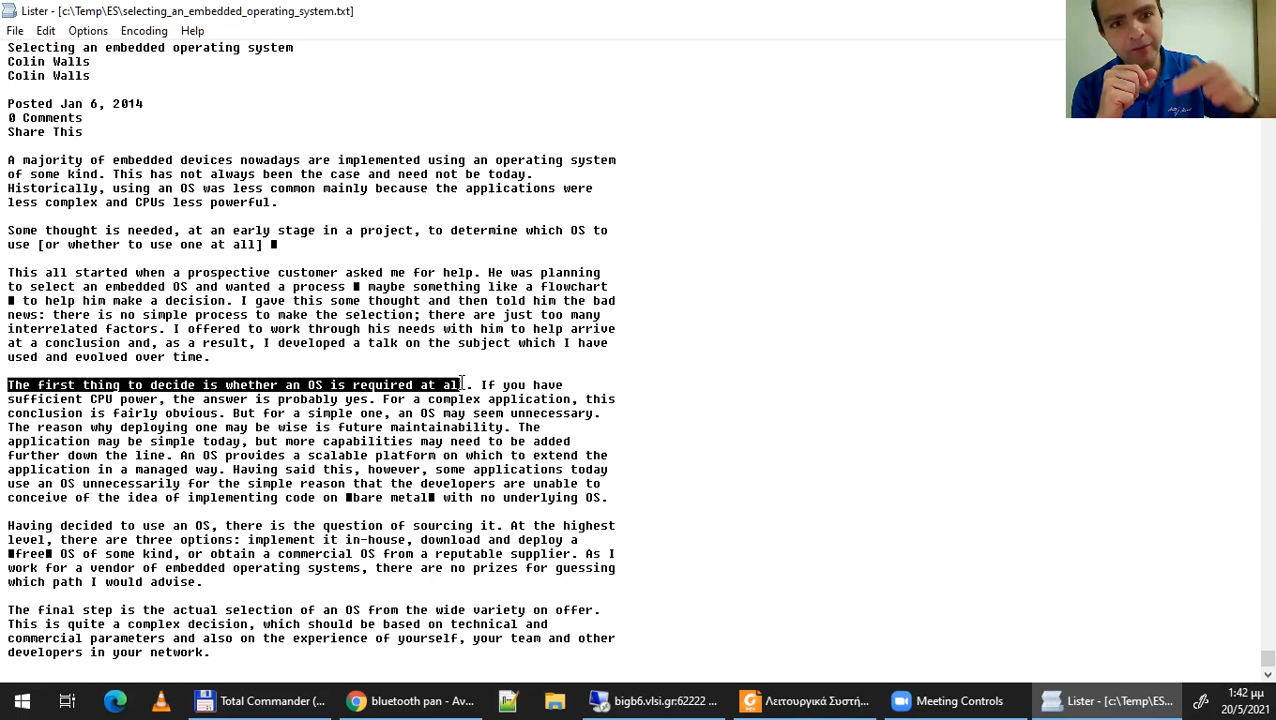 Lister - [c:\Temp\ES\selecting_an_embedded_operating_system.txt]
File Edit Options Encoding Help
Selecting an embedded operating system
Colin Walls
Colin Walls
Posted Jan 6, 2014
0 Comments
Share This
A majority of embedded devices nowadays are implemented using an operating system
of some kind. This has not always been the case and need not be today.
Historically, using an OS was less common mainly because the applications were
less complex and CPUs less powerful.
Some thought is needed, at an early stage in a project, to determine which OS to
use [or whether to use one at all] ■
This all started when a prospective customer asked me for help. He was planning
to select an embedded OS and wanted a process ■ maybe something like a flowchart
■ to help him make a decision. I gave this some thought and then told him the bad
news: there is no simple process to make the selection; there are just too many
interrelated factors. I offered to work through his needs with him to help arrive
at a conclusion and, as a result, I developed a talk on the subject which I have
used and evolved over time.
The first thing to decide is whether an OS is required at all. If you have
sufficient CPU power, the answer is probably yes. For a complex application, this
conclusion is fairly obvious. But for a simple one, an OS may seem unnecessary.
The reason why deploying one may be wise is future maintainability. The
application may be simple today, but more capabilities may need to be added
further down the line. An OS provides a scalable platform on which to extend the
application in a managed way. Having said this, however, some applications today
use an OS unnecessarily for the simple reason that the developers are unable to
conceive of the idea of implementing code on ■bare metal■ with no underlying OS.
Having decided to use an OS, there is the question of sourcing it. At the highest
level, there are three options: implement it in-house, download and deploy a
■free■ OS of some kind, or obtain a commercial OS from a reputable supplier. As I
work for a vendor of embedded operating systems, there are no prizes for guessing
which path I would advise.
The final step is the actual selection of an OS from the wide variety on offer.
This is quite a complex decision, which should be based on technical and
commercial parameters and also on the experience of yourself, your team and other
developers in your network.
Total Commander (... bluetooth pan - Αν... bigb6.vlsi.gr:62222 ... Λειτουργικά Συστή... Meeting Controls Lister - [c:\Temp\ES... 1:42 μμ
20/5/2021